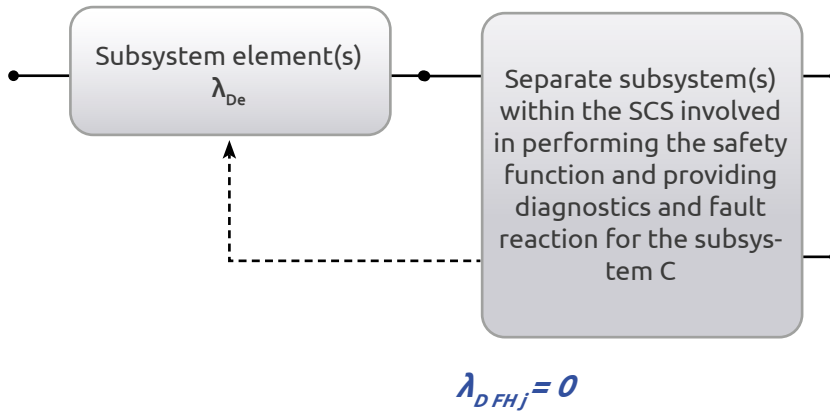 Subsystem element(s)
λDe
Separate subsystem(s)
within the SCS involved
in performing the safety
function and providing
diagnostics and fault
reaction for the subsys-
tem C
λD FH j = 0